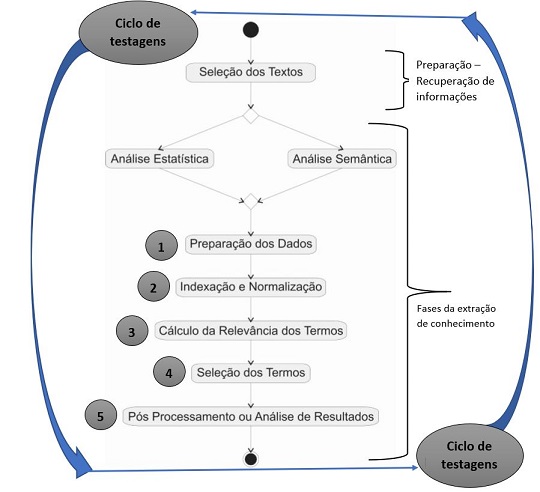 Ciclo de
testagens
Seleção dos Textos
Preparação –
Recuperação de
informações
Análise Estatística
Análise Semântica
1
Preparação dos Dados
2
Indexação e Normalização
Fases da extração
de conhecimento
3
Cálculo da Relevância dos Termos
4
Seleção dos Termos
5
Pós Processamento ou Análise de Resultados
Ciclo de
testagens